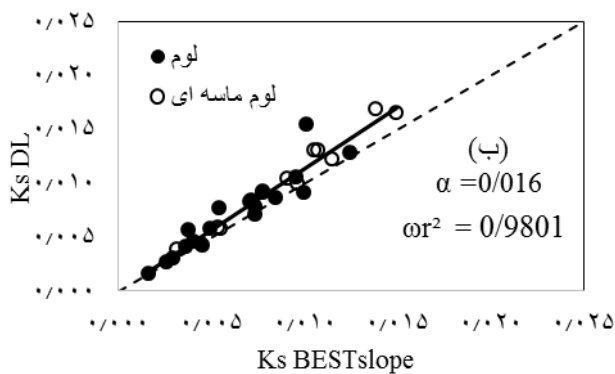 Ks DL
۰/۰۲۵
۰/۰۲۰
۰/۰۱۵
۰/۰۱۰
۰/۰۰۵
۰/۰۰۰
لوم
لوم ماسه ای
(ب)
α =0/016
ωr² = 0/9801
۰/۰۰۰ ۰/۰۰۵ ۰/۰۱۰ ۰/۰۱۵ ۰/۰۲۰ ۰/۰۲۵
Ks BESTslope